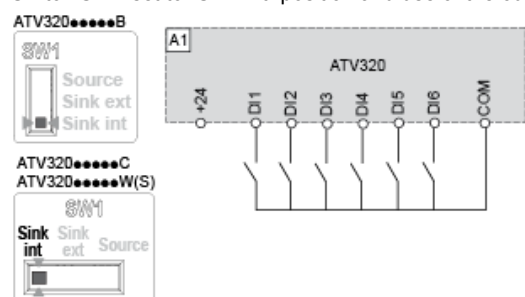 ATV320●●●●●B
SW1
Source
Sink ext
Sink int
ATV320●●●●●C
ATV320●●●●●W(S)
SW1
Sink int
Sink ext
Source
A1
ATV320
+24
DI1
DI2
DI3
DI4
DI5
DI6
COM